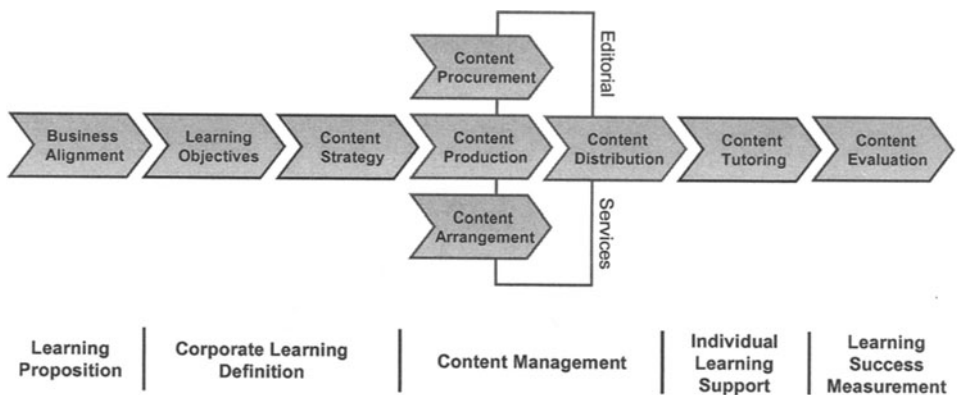 Content
Procurement
Editorial
Business
Alignment
Learning
Objectives
Content
Strategy
Content
Production
Content
Distribution
Content
Tutoring
Content
Evaluation
Content
Arrangement
Services
Learning
Proposition
Corporate Learning
Definition
Content Management
Individual
Learning
Support
Learning
Success
Measurement